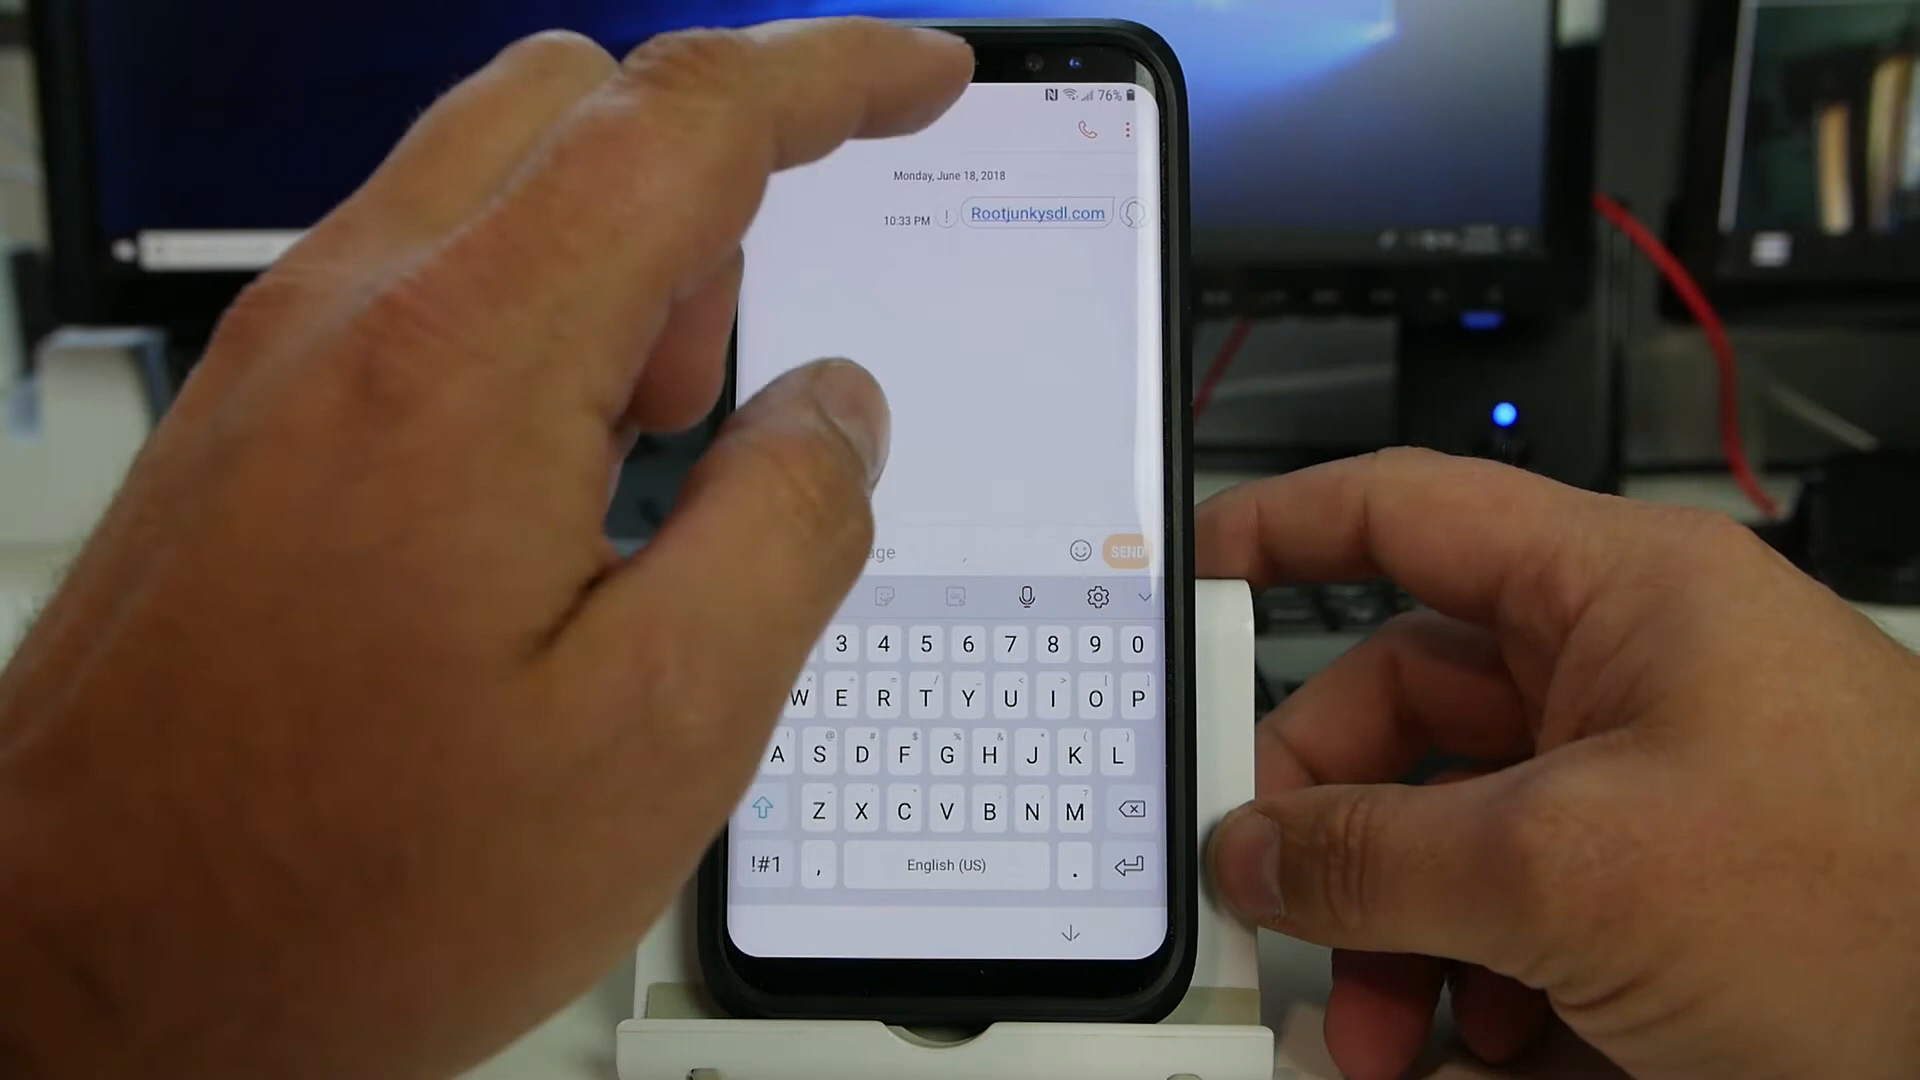 76%
Monday, June 18, 2018
10:33 PM ! Rootjunkysdl.com
age
SEND
3 4 5 6 7 8 9 0
W E R T Y U I O P
A S D F G H J K L
Z X C V B N M
!#1 , English (US) .